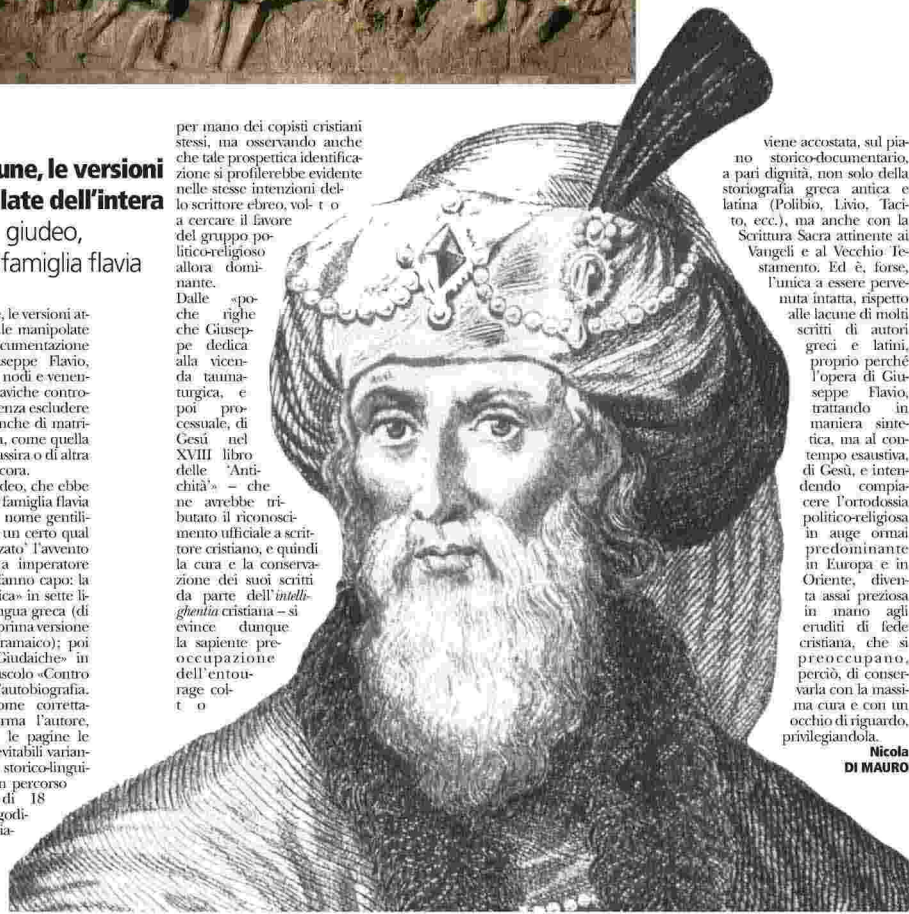 une, le versioni
late dell'intera
giudeo,
famiglia flavia
, le versioni at-
le manipolate
cumentazione
seppe Flavio,
nodi e venen-
aviche contro-
enza escludere
nche di matri-
a, come quella
assira o di altra
cora.
deo, che ebbe
famiglia flavia
nome gentili-
un certo qual
zato' l'avvento
a imperatore
fanno capo: la
ica» in sette li-
ngua greca (di
prima versione
ramaico); poi
Giudaiche» in
uscolo «Contro
'autobiografia.
ome corretta-
rma l'autore,
le pagine le
evitabili varian-
storico-lingui-
n percorso
di 18
godi-
ia-
per mano dei copisti cristiani
stessi, ma osservando anche
che tale prospettica identifica-
zione si profilerebbe evidente
nelle stesse intenzioni del-
lo scrittore ebreo, vol- t o
a cercare il favore
del gruppo po-
litico-religioso
allora domi-
nante.
Dalle «po-
che righe
che Giusep-
pe dedica
alla vicen-
da tauma-
turgica, e
poi pro-
cessuale, di
Gesú nel
XVIII libro
delle 'Anti-
chità'» – che
ne avrebbe tri-
butato il riconosci-
mento ufficiale a scrit-
tore cristiano, e quindi
la cura e la conserva-
zione dei suoi scritti
da parte dell'intelli-
ghentia cristiana – si
evince dunque
la sapiente pre-
occupazione
dell'entou-
rage col-
t o
viene accostata, sul pia-
no storico-documentario,
a pari dignità, non solo della
storiografia greca antica e
latina (Polibio, Livio, Taci-
to, ecc.), ma anche con la
Scrittura Sacra attinente ai
Vangeli e al Vecchio Te-
stamento. Ed è, forse,
l'unica a essere perve-
nuta intatta, rispetto
alle lacune di molti
scritti di autori
greci e latini,
proprio perché
l'opera di Giu-
seppe Flavio,
trattando in
maniera sinte-
tica, ma al con-
tempo esaustiva,
di Gesù, e inten-
dendo compia-
cere l'ortodossia
politico-religiosa
in auge ormai
predominante
in Europa e in
Oriente, diven-
ta assai preziosa
in mano agli
eruditi di fede
cristiana, che si
preoccupano,
perciò, di conser-
varla con la massi-
ma cura e con un
occhio di riguardo,
privilegiandola.
Nicola
DI MAURO